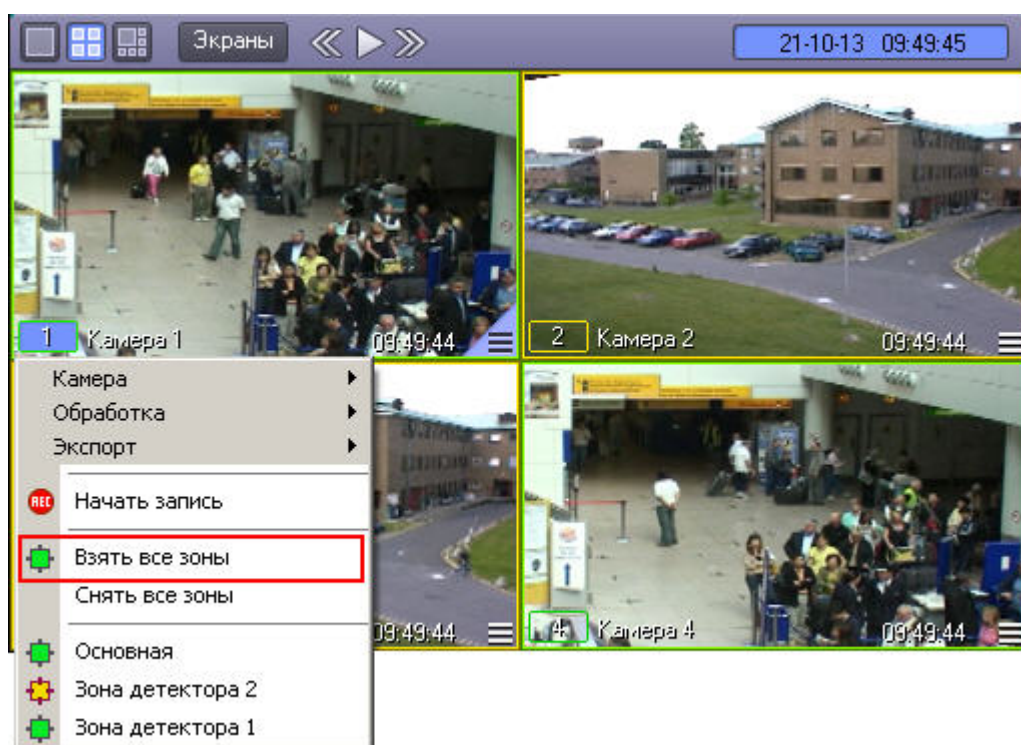 Экраны
21-10-13 09:49:45
1 Камера 1 09:49:44
2 Камера 2 09:49:44
Камера
Обработка
Экспорт
REC Начать запись
Взять все зоны
Снять все зоны
Основная
Зона детектора 2
Зона детектора 1
09:49:44
4 Камера 4 09:49:44